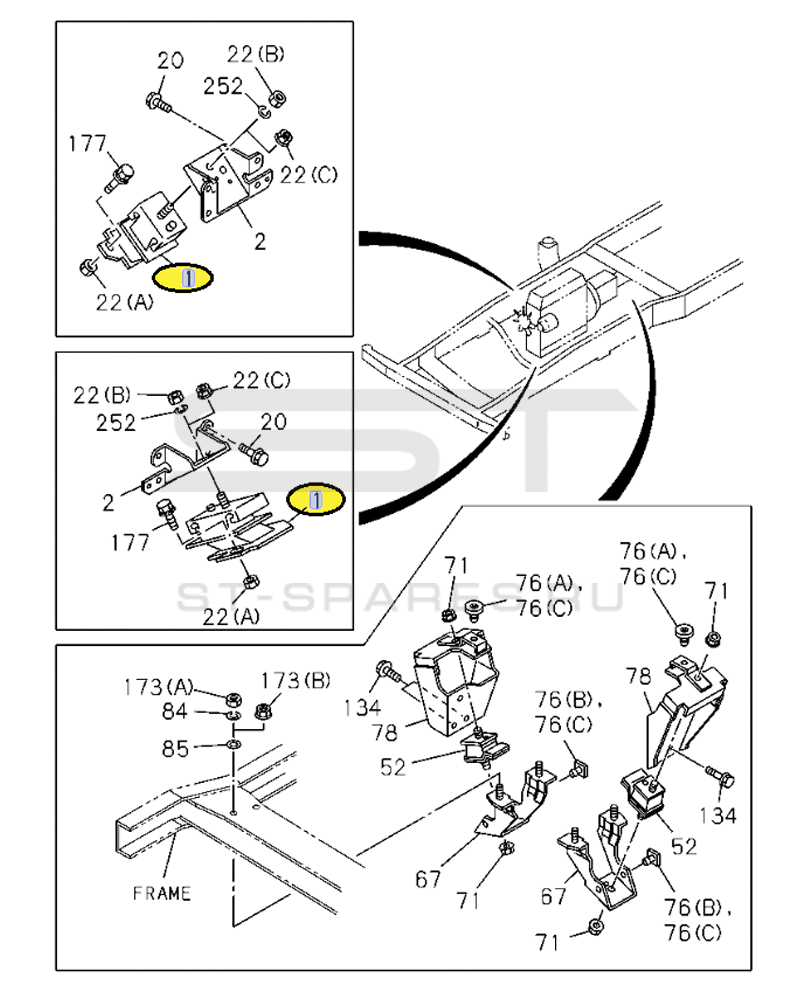 22(B)
20
252
177
22(C)
2
1
22(A)
22(B)
22(C)
252
20
2
1
177
22(A)
ST
ST-SPARES.RU
76(A),
76(C)
71
71
76(A),
76(C)
173(A)
173(B)
84
85
134
78
76(B),
76(C)
78
52
134
52
FRAME
67
71
67
76(B),
76(C)
71